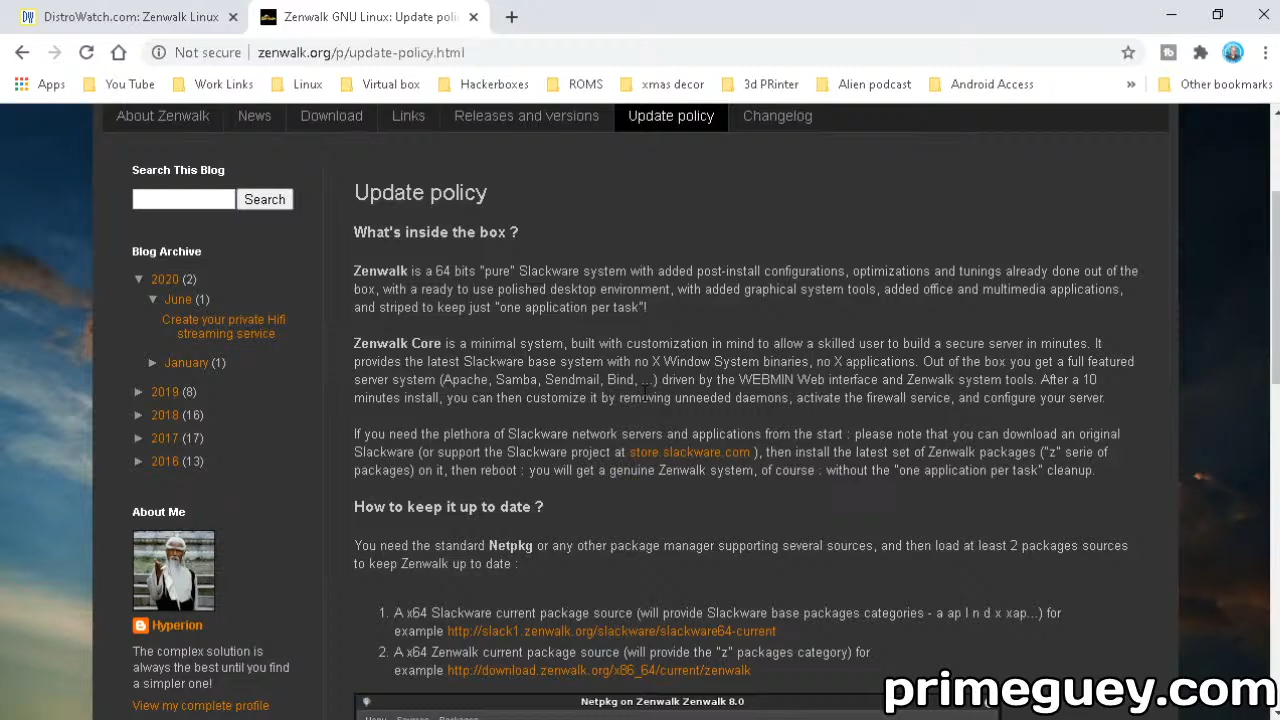 DistroWatch.com: Zenwalk Linux
Zenwalk GNU Linux: Update poli
Not secure
zenwalk.org/p/update-policy.html
Apps
You Tube
Work Links
Linux
Virtual box
Hackerboxes
ROMS
xmas decor
3d PRinter
Alien podcast
Android Access
»
Other bookmarks
About Zenwalk
News
Download
Links
Releases and versions
Update policy
Changelog
Search This Blog
Search
Blog Archive
▼ 2020 (2)
▼ June (1)
Create your private Hifi
streaming service
► January (1)
► 2019 (8)
► 2018 (16)
► 2017 (17)
► 2016 (13)
About Me
Hyperion
The complex solution is
always the best until you find
a simpler one!
View my complete profile
Update policy
What's inside the box ?
Zenwalk is a 64 bits "pure" Slackware system with added post-install configurations, optimizations and tunings already done out of the
box, with a ready to use polished desktop environment, with added graphical system tools, added office and multimedia applications,
and striped to keep just "one application per task"!
Zenwalk Core is a minimal system, built with customization in mind to allow a skilled user to build a secure server in minutes. It
provides the latest Slackware base system with no X Window System binaries, no X applications. Out of the box you get a full featured
server system (Apache, Samba, Sendmail, Bind, ...) driven by the WEBMIN Web interface and Zenwalk system tools. After a 10
minutes install, you can then customize it by removing unneeded daemons, activate the firewall service, and configure your server.
If you need the plethora of Slackware network servers and applications from the start : please note that you can download an original
Slackware (or support the Slackware project at store.slackware.com ), then install the latest set of Zenwalk packages ("z" serie of
packages) on it, then reboot : you will get a genuine Zenwalk system, of course : without the "one application per task" cleanup.
How to keep it up to date ?
You need the standard Netpkg or any other package manager supporting several sources, and then load at least 2 packages sources
to keep Zenwalk up to date :
1. A x64 Slackware current package source (will provide Slackware base packages categories - a ap l n d x xap...) for
example http://slack1.zenwalk.org/slackware/slackware64-current
2. A x64 Zenwalk current package source (will provide the "z" packages category) for
example http://download.zenwalk.org/x86_64/current/zenwalk
Netpkg on Zenwalk Zenwalk 8.0
primeguey.com